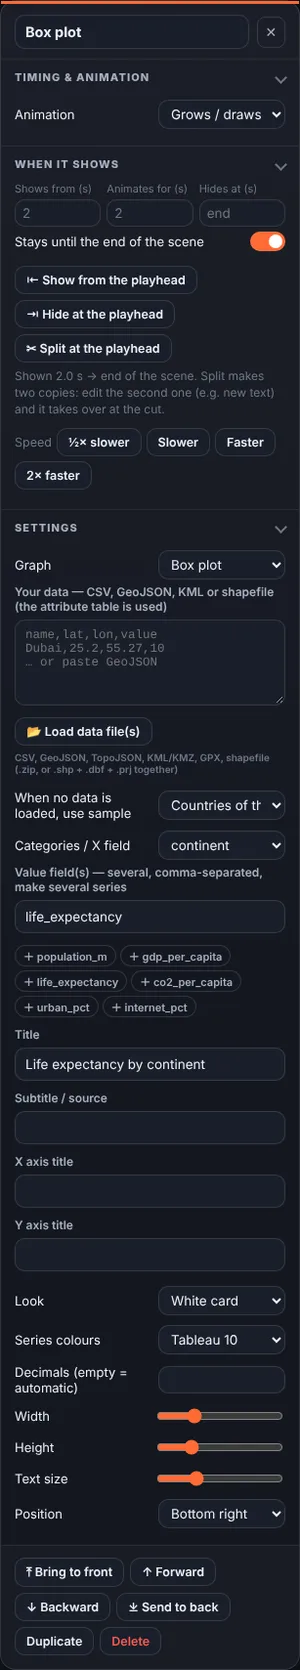 Box plot
×
TIMING & ANIMATION
Animation
Grows / draws
WHEN IT SHOWS
Shows from (s) Animates for (s) Hides at (s)
2 2 end
Stays until the end of the scene
⇤ Show from the playhead
⇥ Hide at the playhead
✂ Split at the playhead
Shown 2.0 s → end of the scene. Split makes
two copies: edit the second one (e.g. new text)
and it takes over at the cut.
Speed ½× slower Slower Faster
2× faster
SETTINGS
Graph Box plot
Your data — CSV, GeoJSON, KML or shapefile
(the attribute table is used)
name,lat,lon,value
Dubai,25.2,55.27,10
… or paste GeoJSON
📂 Load data file(s)
CSV, GeoJSON, TopoJSON, KML/KMZ, GPX, shapefile
(.zip, or .shp + .dbf + .prj together)
When no data is
loaded, use sample
Countries of th
Categories / X field continent
Value field(s) — several, comma-separated,
make several series
life_expectancy
+ population_m + gdp_per_capita
+ life_expectancy + co2_per_capita
+ urban_pct + internet_pct
Title
Life expectancy by continent
Subtitle / source
X axis title
Y axis title
Look White card
Series colours Tableau 10
Decimals (empty =
automatic)
Width
Height
Text size
Position Bottom right
⤒ Bring to front ↑ Forward
↓ Backward ⤓ Send to back
Duplicate Delete